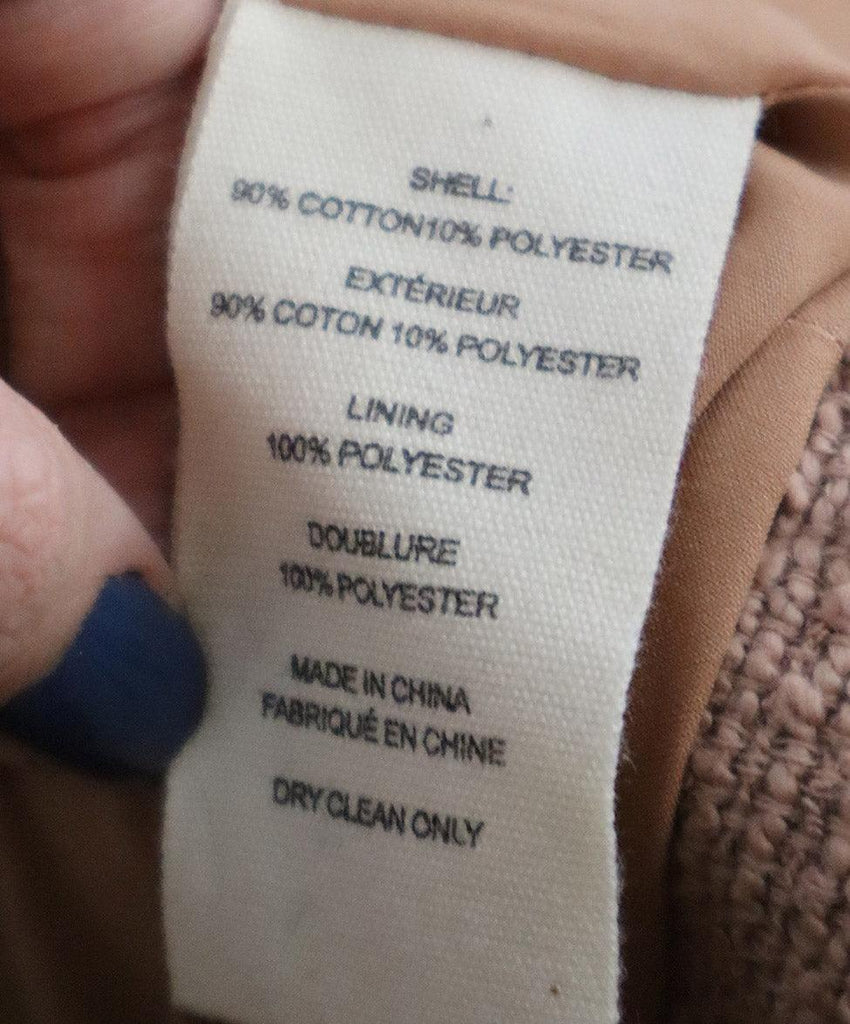 SHELL:
90% COTTON10% POLYESTER
EXTÉRIEUR
90% COTON 10% POLYESTER
LINING
100% POLYESTER
DOUBLURE
100% POLYESTER
MADE IN CHINA
FABRIQUÉ EN CHINE
DRY CLEAN ONLY